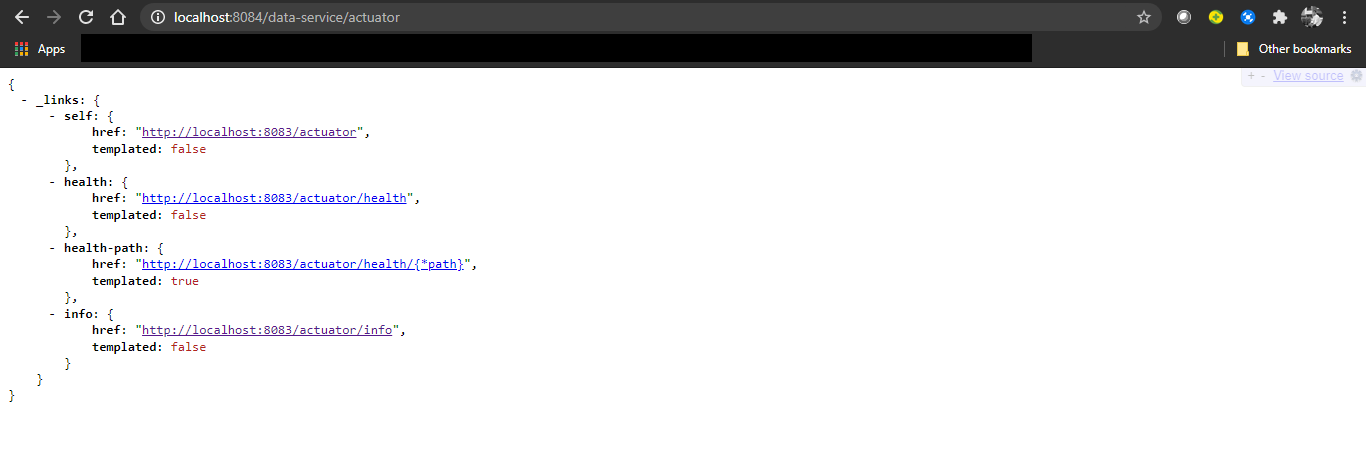 localhost:8084/data-service/actuator
Apps
Other bookmarks
+ - View source
{
- _links: {
- self: {
href: "http://localhost:8083/actuator",
templated: false
},
- health: {
href: "http://localhost:8083/actuator/health",
templated: false
},
- health-path: {
href: "http://localhost:8083/actuator/health/{*path}",
templated: true
},
- info: {
href: "http://localhost:8083/actuator/info",
templated: false
}
}
}